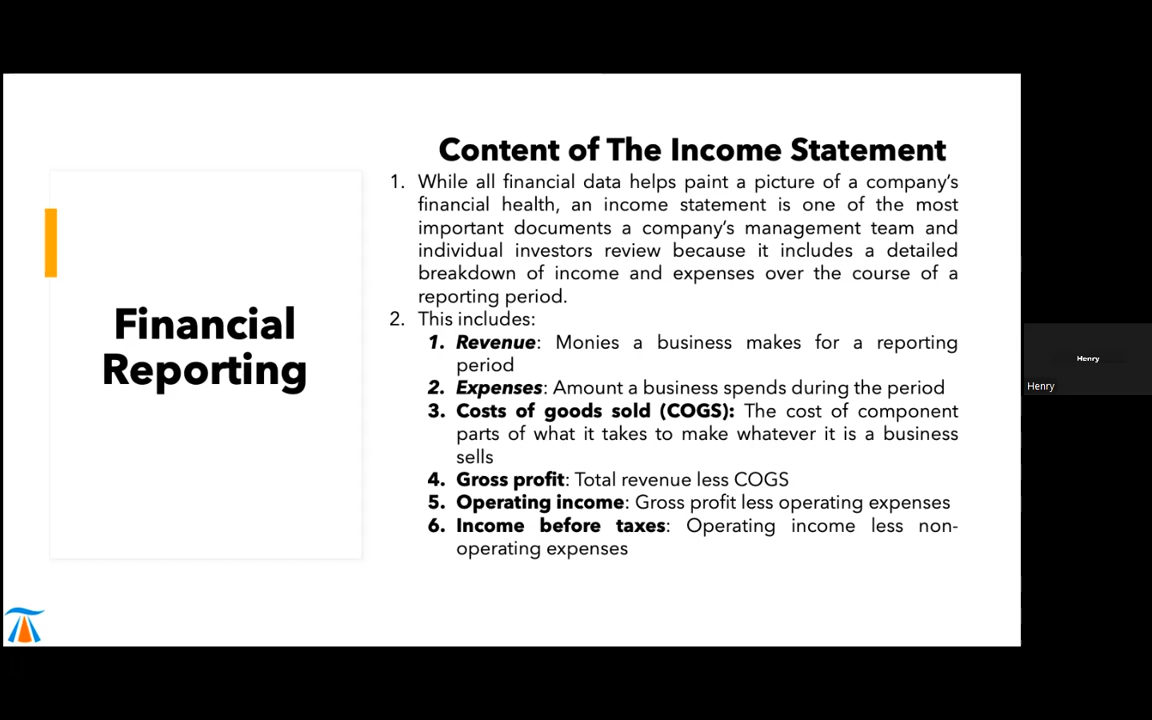 Financial
Reporting
Content of The Income Statement
1. While all financial data helps paint a picture of a company’s
financial health, an income statement is one of the most
important documents a company’s management team and
individual investors review because it includes a detailed
breakdown of income and expenses over the course of a
reporting period.
2. This includes:
1. Revenue: Monies a business makes for a reporting
period
2. Expenses: Amount a business spends during the period
3. Costs of goods sold (COGS): The cost of component
parts of what it takes to make whatever it is a business
sells
4. Gross profit: Total revenue less COGS
5. Operating income: Gross profit less operating expenses
6. Income before taxes: Operating income less non-
operating expenses
Henry
Henry